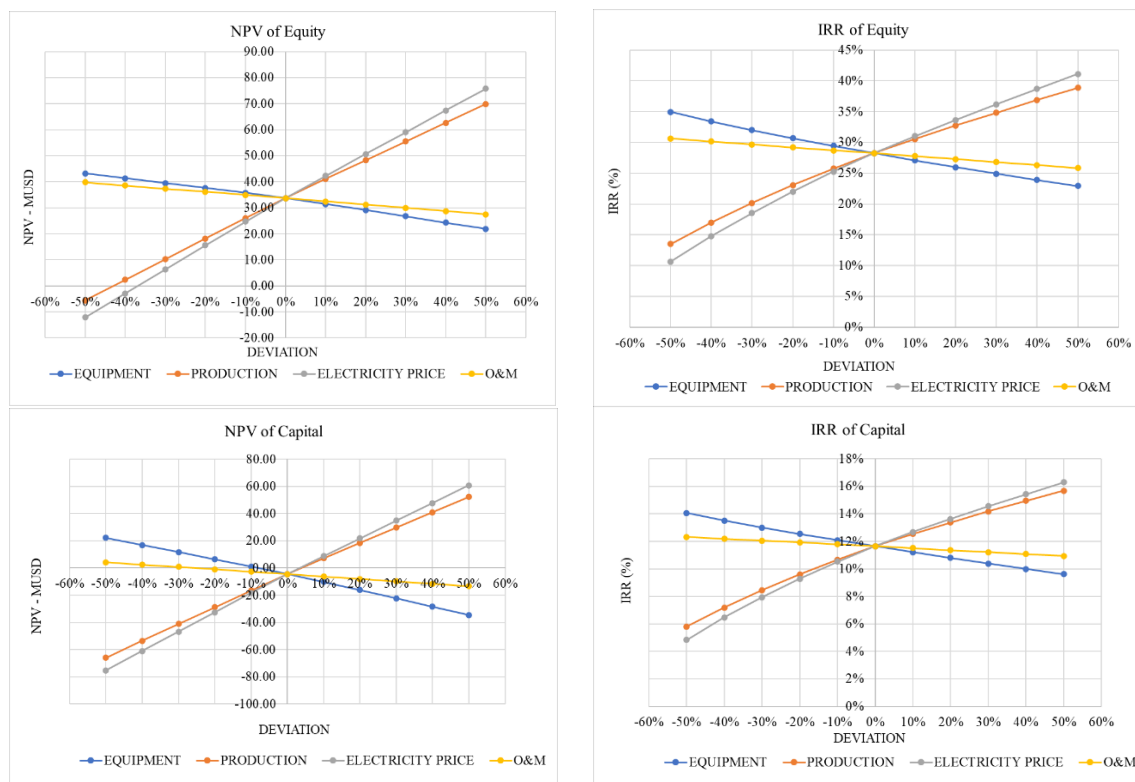 NPV of Equity
90.00
80.00
70.00
60.00
50.00
40.00
30.00
20.00
10.00
0.00
-60% -50% -40% -30% -20% -10% 0% 10% 20% 30% 40% 50% 60%
-10.00
-20.00
NPV - MUSD
DEVIATION
EQUIPMENT PRODUCTION ELECTRICITY PRICE O&M
IRR of Equity
45%
40%
35%
30%
25%
20%
15%
10%
5%
0%
-60% -50% -40% -30% -20% -10% 0% 10% 20% 30% 40% 50% 60%
IRR (%)
DEVIATION
EQUIPMENT PRODUCTION ELECTRICITY PRICE O&M
NPV of Capital
80.00
60.00
40.00
20.00
0.00
-60% -50% -40% -30% -20% -10% 0% 10% 20% 30% 40% 50% 60%
-20.00
-40.00
-60.00
-80.00
-100.00
NPV - MUSD
DEVIATION
EQUIPMENT PRODUCTION ELECTRICITY PRICE O&M
IRR of Capital
18%
16%
14%
12%
10%
8%
6%
4%
2%
0%
-60% -50% -40% -30% -20% -10% 0% 10% 20% 30% 40% 50% 60%
IRR (%)
DEVIATION
EQUIPMENT PRODUCTION ELECTRICITY PRICE O&M